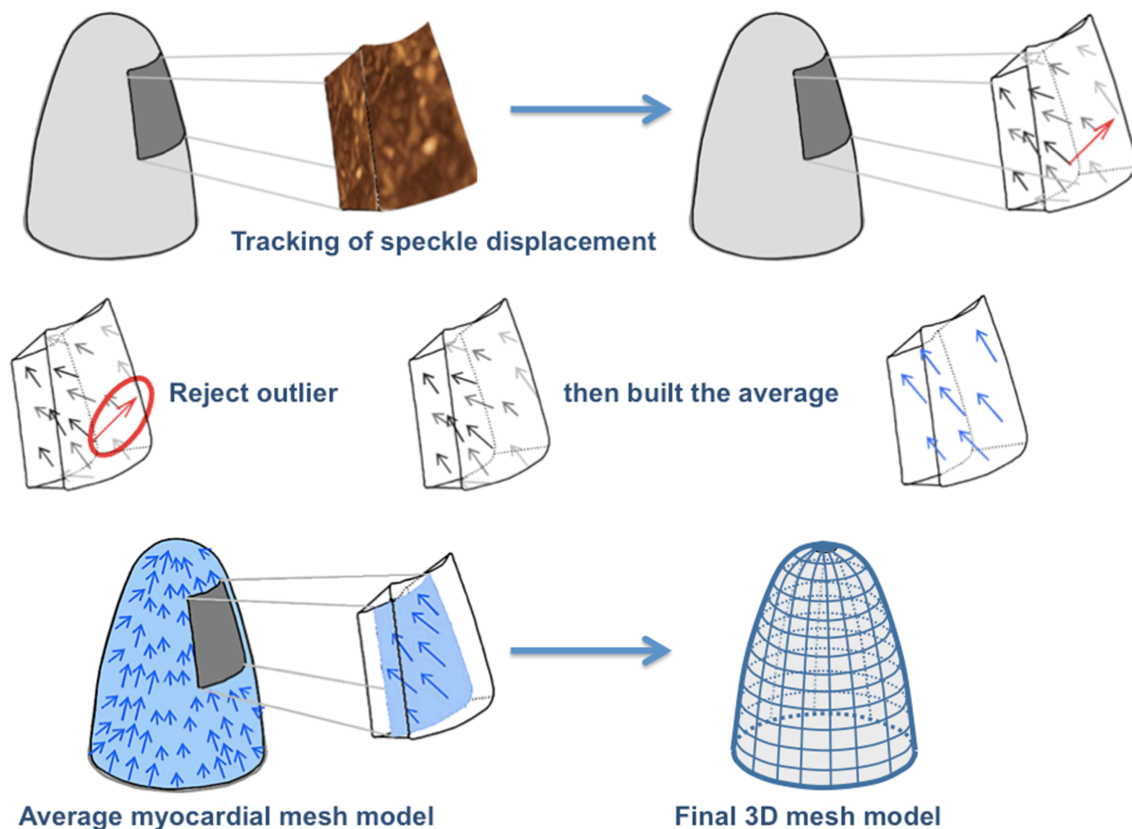 Tracking of speckle displacement
Reject outlier
then built the average
Average myocardial mesh model
Final 3D mesh model